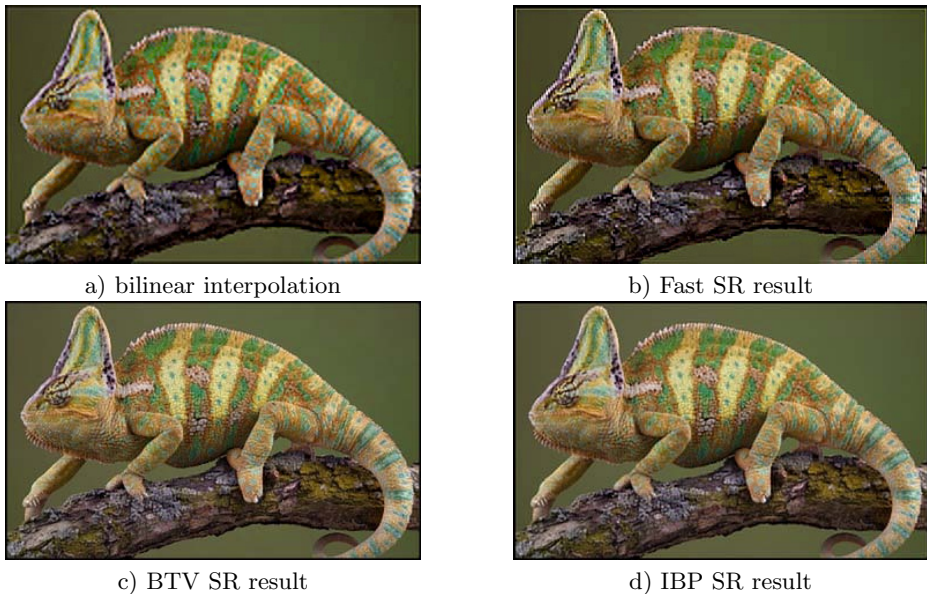 a) bilinear interpolation
b) Fast SR result
c) BTV SR result
d) IBP SR result